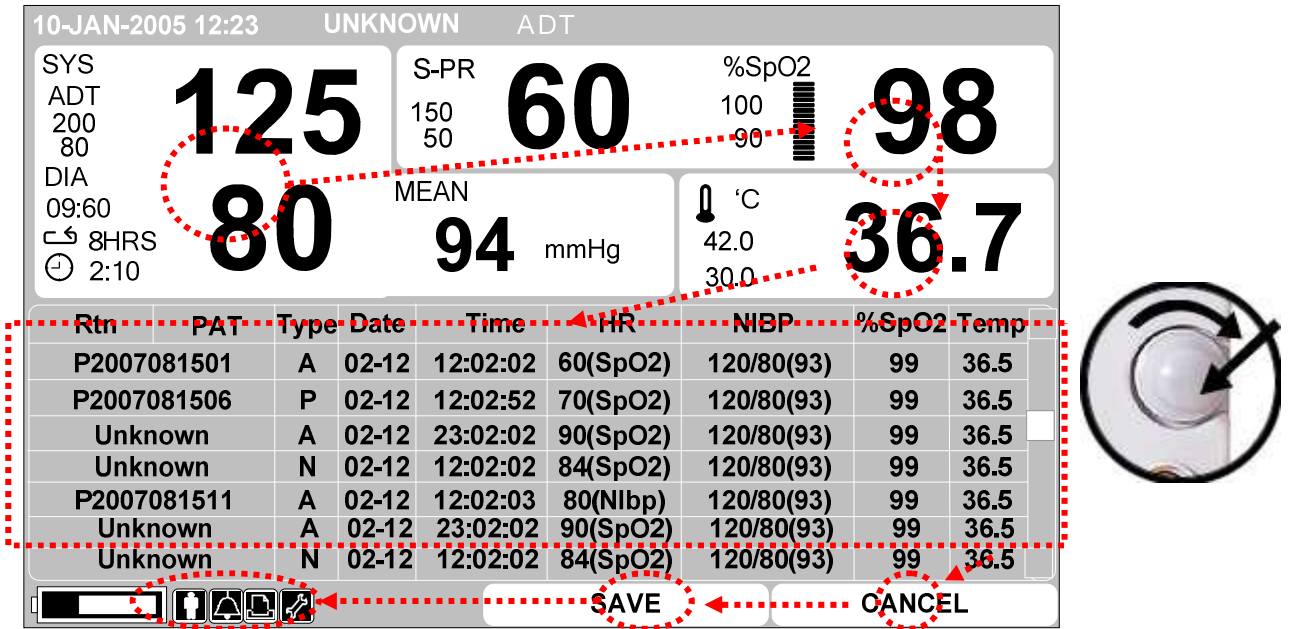 10-JAN-2005 12:23 UNKNOWN ADT
SYS
ADT
200
80
125
DIA
09:60
8HRS
2:10
80
S-PR
150
50
60
%SpO2
100
90
98
MEAN
94 mmHg
‘C
42.0
30.0
36.7
Rtn PAT Type Date Time HR NIBP %SpO2 Temp
P2007081501 A 02-12 12:02:02 60(SpO2) 120/80(93) 99 36.5
P2007081506 P 02-12 12:02:52 70(SpO2) 120/80(93) 99 36.5
Unknown A 02-12 23:02:02 90(SpO2) 120/80(93) 99 36.5
Unknown N 02-12 12:02:02 84(SpO2) 120/80(93) 99 36.5
P2007081511 A 02-12 12:02:03 80(NIbp) 120/80(93) 99 36.5
Unknown A 02-12 23:02:02 90(SpO2) 120/80(93) 99 36.5
Unknown N 02-12 12:02:02 84(SpO2) 120/80(93) 99 36.5
SAVE CANCEL